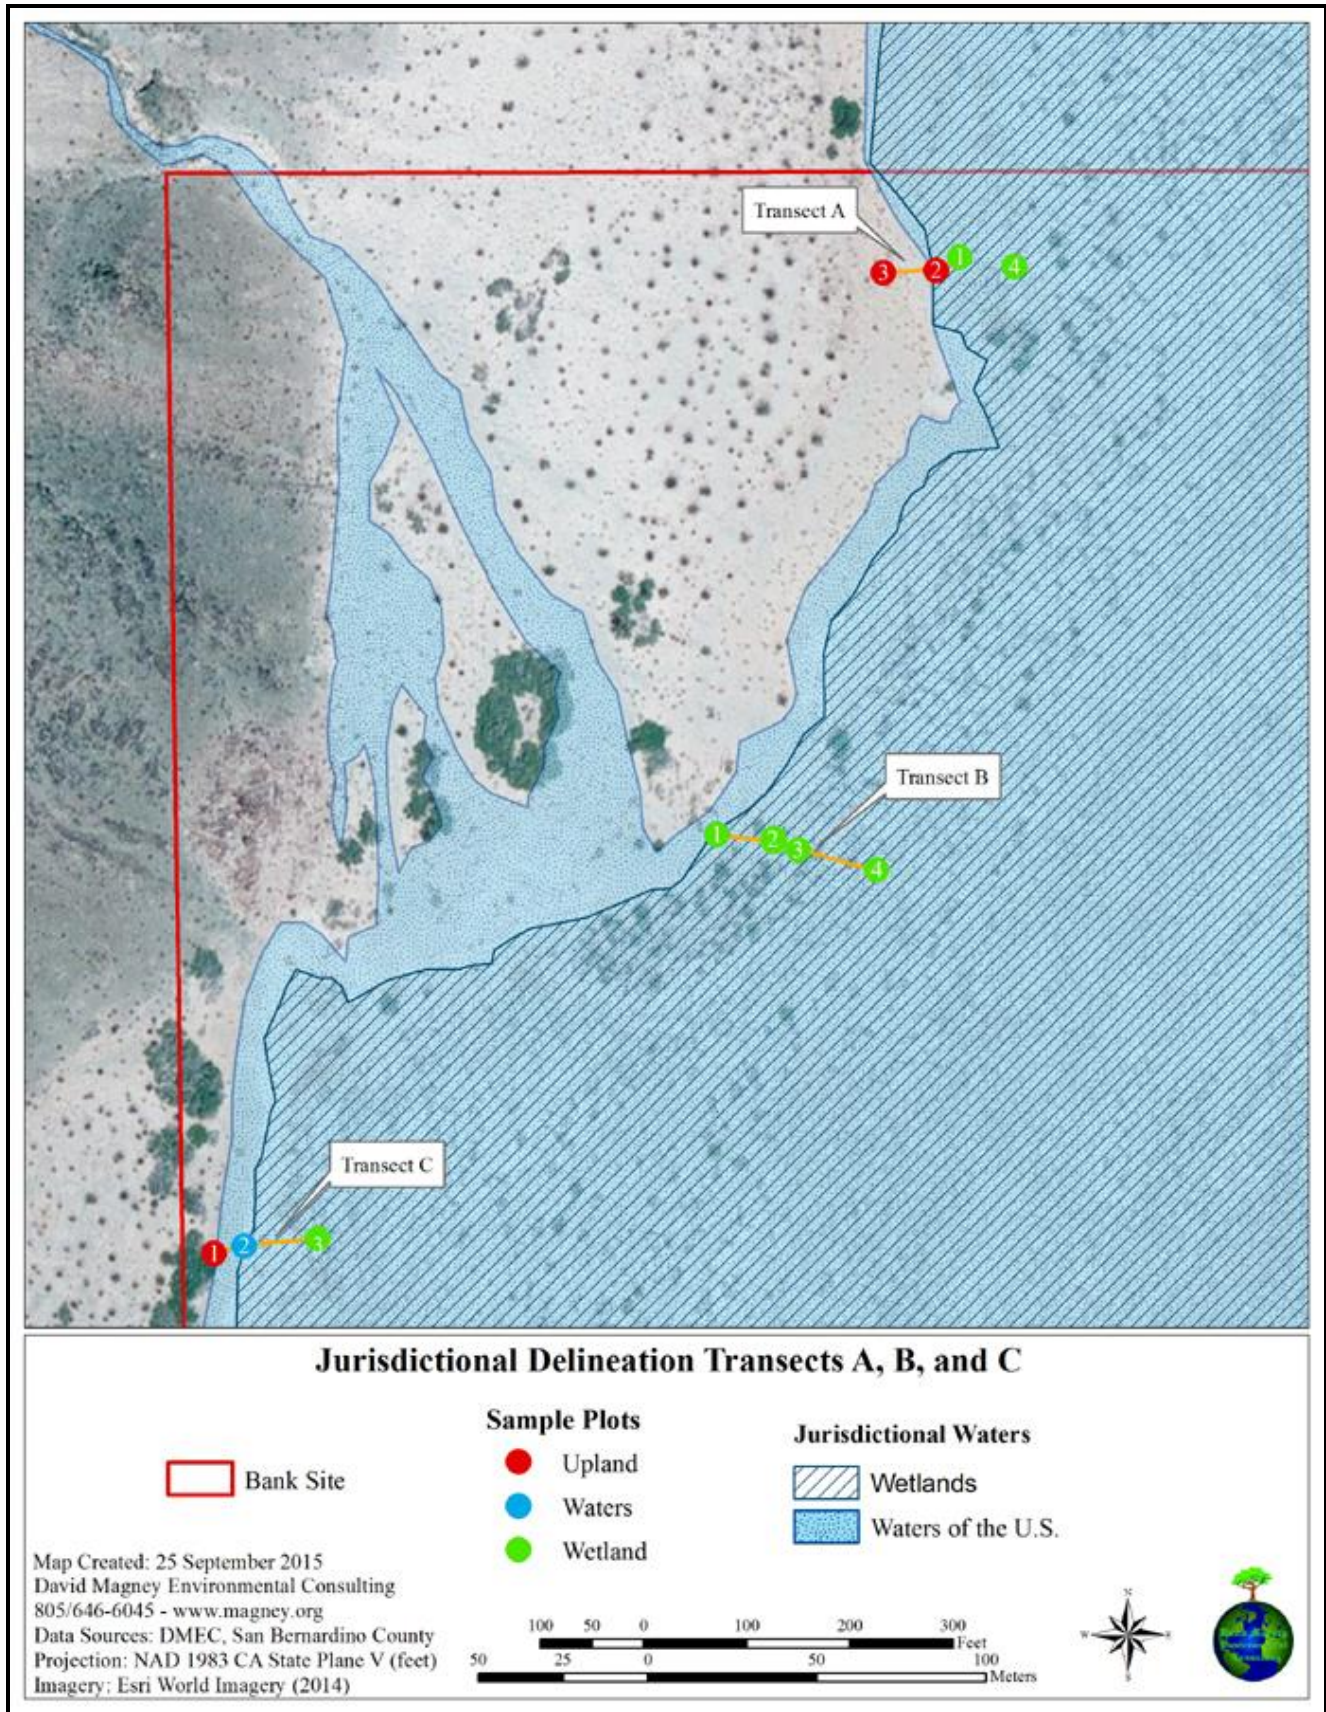 Transect A
3
2
1
4
Transect B
1
2
3
4
Transect C
1
2
3
Jurisdictional Delineation Transects A, B, and C
Bank Site
Sample Plots
Upland
Waters
Wetland
Jurisdictional Waters
Wetlands
Waters of the U.S.
Map Created: 25 September 2015
David Magney Environmental Consulting
805/646-6045 - www.magney.org
Data Sources: DMEC, San Bernardino County
Projection: NAD 1983 CA State Plane V (feet)
Imagery: Esri World Imagery (2014)
100 50 0 100 200 300
Feet
50 25 0 50 100
Meters
N
W
E
S